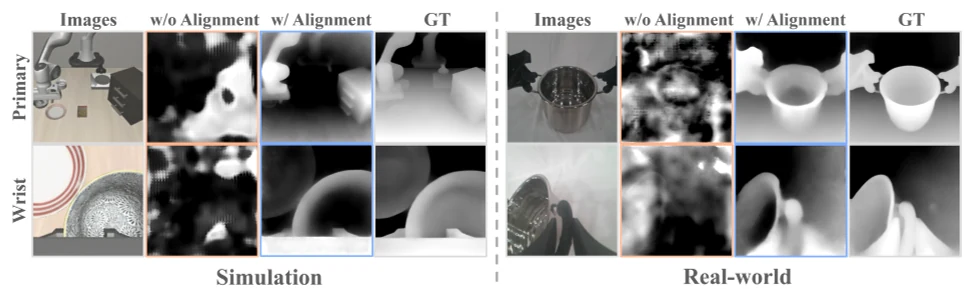 Images w/o Alignment w/ Alignment GT
Images w/o Alignment w/ Alignment GT
Primary
Wrist
Simulation
Real-world